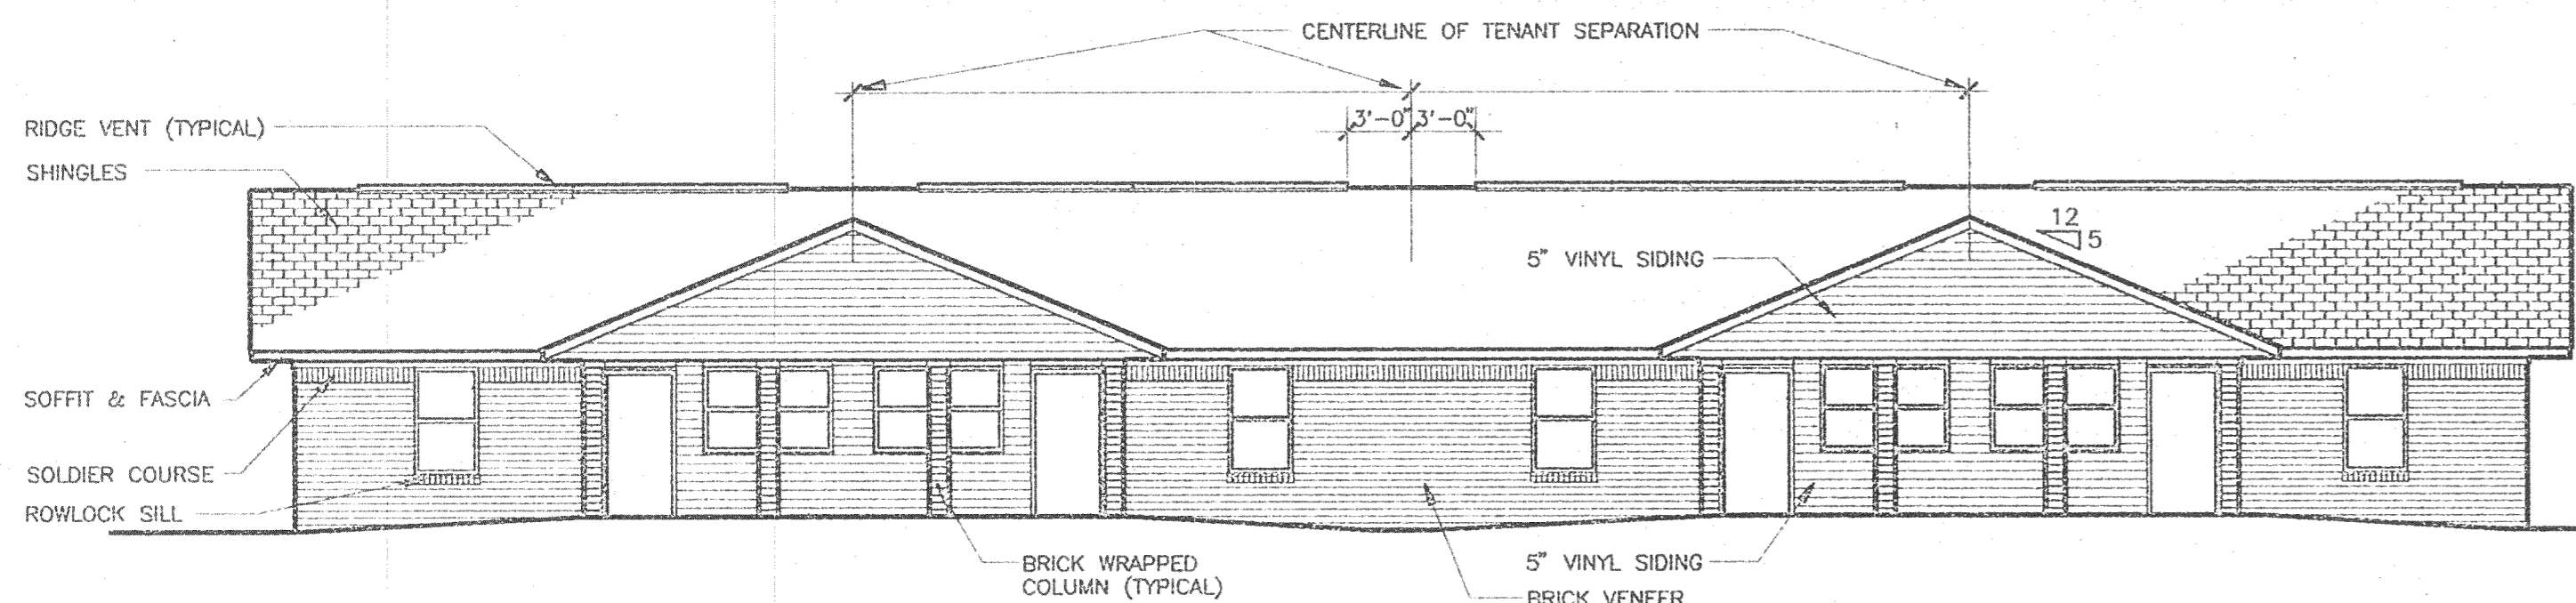 CENTERLINE OF TENANT SEPARATION
3'-0" 3'-0"
RIDGE VENT (TYPICAL)
SHINGLES
12
5
5" VINYL SIDING
SOFFIT & FASCIA
SOLDIER COURSE
ROWLOCK SILL
BRICK WRAPPED
COLUMN (TYPICAL)
5" VINYL SIDING
BRICK VENEER